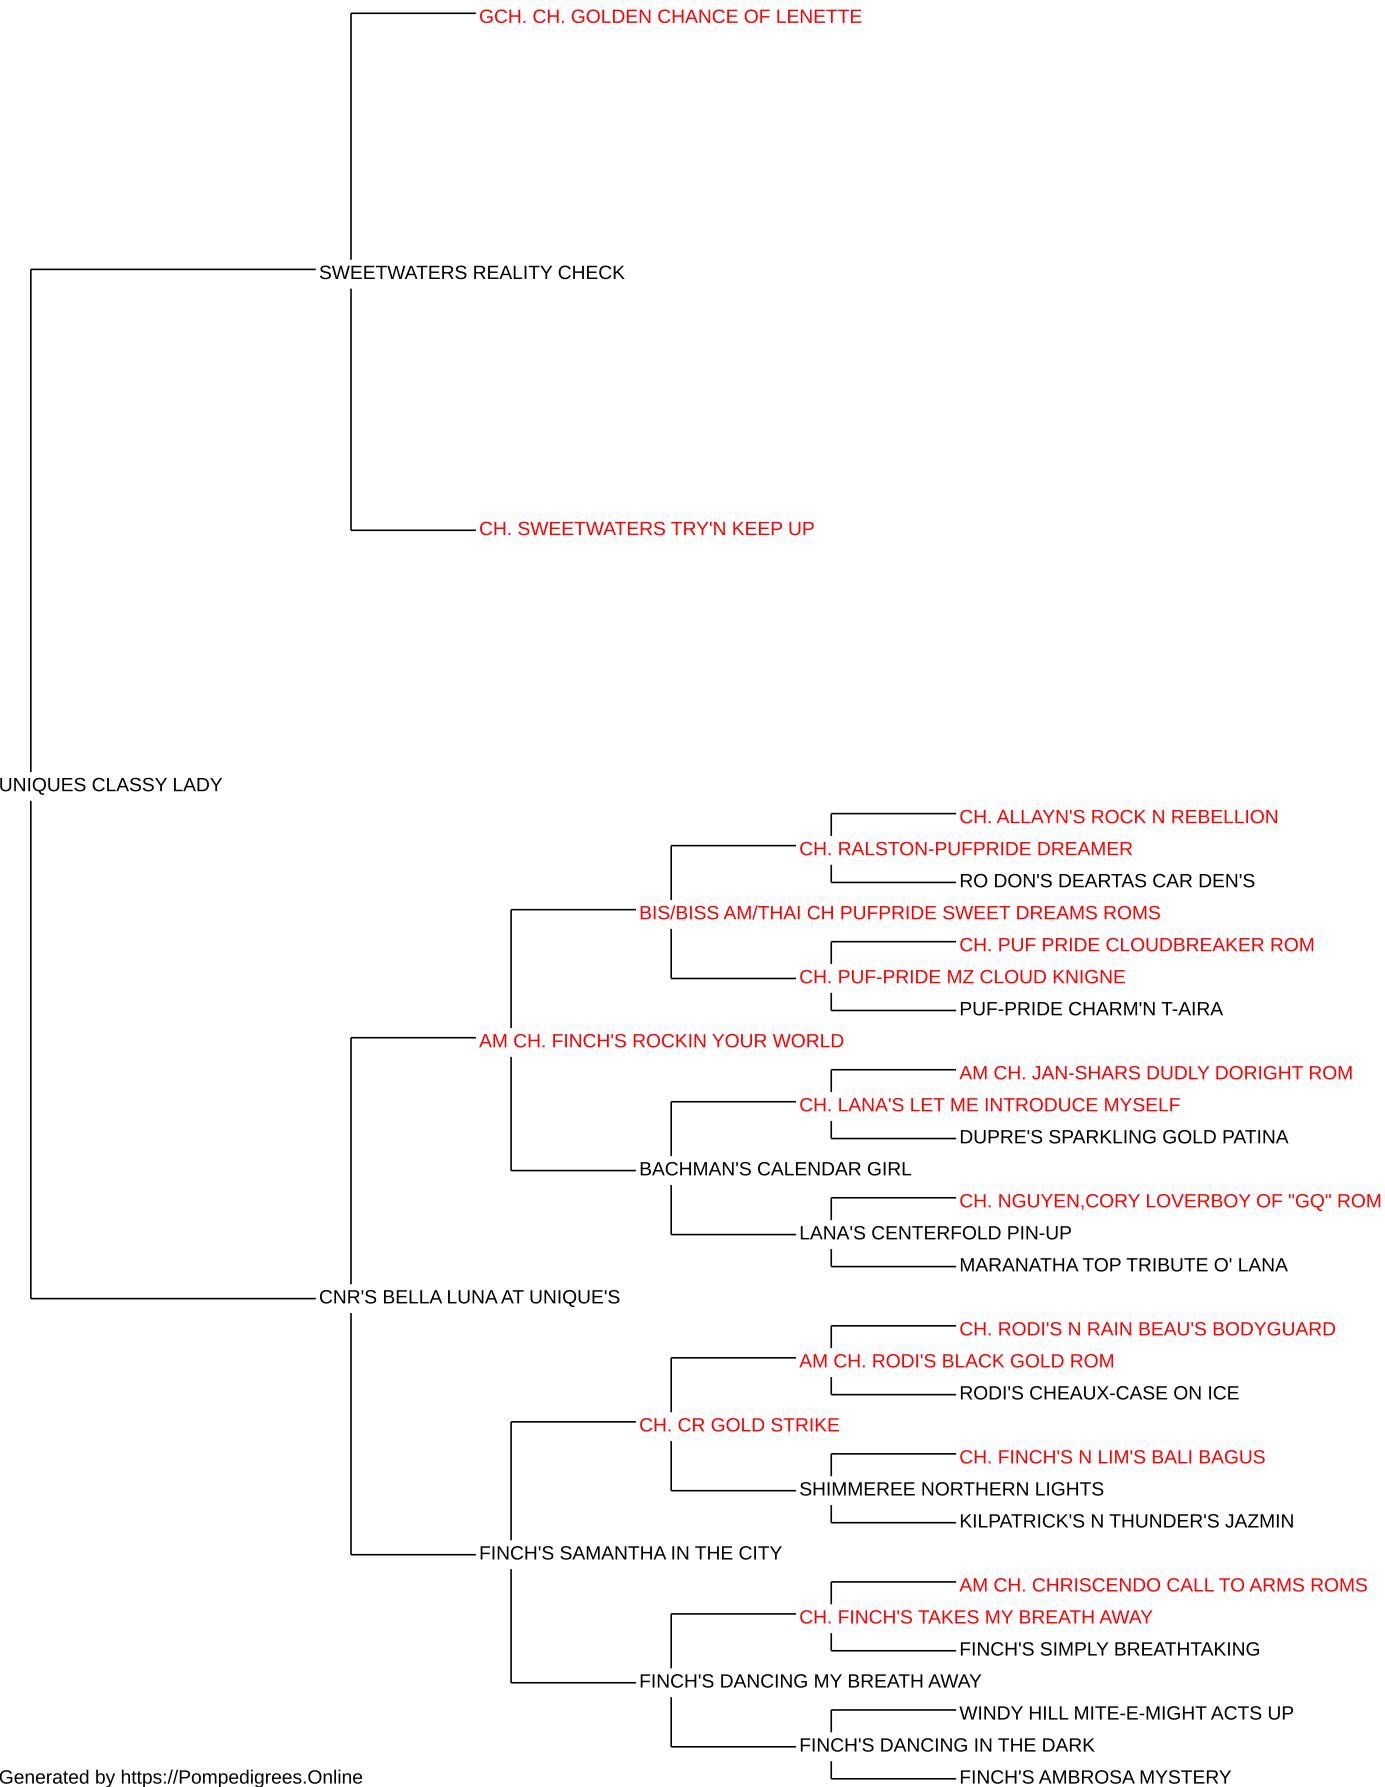 GCH. CH. GOLDEN CHANCE OF LENETTE
SWEETWATERS REALITY CHECK
CH. SWEETWATERS TRY'N KEEP UP
UNIQUES CLASSY LADY
CH. ALLAYN'S ROCK N REBELLION
CH. RALSTON-PUFPRIDE DREAMER
RO DON'S DEARTAS CAR DEN'S
BIS/BISS AM/THAI CH PUFPRIDE SWEET DREAMS ROMS
CH. PUF PRIDE CLOUDBREAKER ROM
CH. PUF-PRIDE MZ CLOUD KNIGNE
PUF-PRIDE CHARM'N T-AIRA
AM CH. FINCH'S ROCKIN YOUR WORLD
AM CH. JAN-SHARS DUDLY DORIGHT ROM
CH. LANA'S LET ME INTRODUCE MYSELF
DUPRE'S SPARKLING GOLD PATINA
BACHMAN'S CALENDAR GIRL
CH. NGUYEN,CORY LOVERBOY OF "GQ" ROM
LANA'S CENTERFOLD PIN-UP
MARANATHA TOP TRIBUTE O' LANA
CNR'S BELLA LUNA AT UNIQUE'S
CH. RODI'S N RAIN BEAU'S BODYGUARD
AM CH. RODI'S BLACK GOLD ROM
RODI'S CHEAUX-CASE ON ICE
CH. CR GOLD STRIKE
CH. FINCH'S N LIM'S BALI BAGUS
SHIMMEREE NORTHERN LIGHTS
KILPATRICK'S N THUNDER'S JAZMIN
FINCH'S SAMANTHA IN THE CITY
AM CH. CHRISCENDO CALL TO ARMS ROMS
CH. FINCH'S TAKES MY BREATH AWAY
FINCH'S SIMPLY BREATHTAKING
FINCH'S DANCING MY BREATH AWAY
WINDY HILL MITE-E-MIGHT ACTS UP
FINCH'S DANCING IN THE DARK
FINCH'S AMBROSA MYSTERY
Generated by https://Pompedigrees.Online